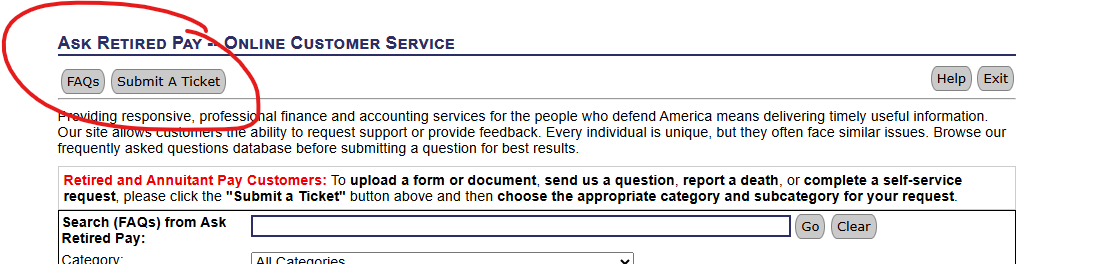 ASK RETIRED PAY -- ONLINE CUSTOMER SERVICE
FAQs Submit A Ticket Help Exit
Providing responsive, professional finance and accounting services for the people who defend America means delivering timely useful information.
Our site allows customers the ability to request support or provide feedback. Every individual is unique, but they often face similar issues. Browse our
frequently asked questions database before submitting a question for best results.
Retired and Annuitant Pay Customers: To upload a form or document, send us a question, report a death, or complete a self-service
request, please click the "Submit a Ticket" button above and then choose the appropriate category and subcategory for your request.
Search (FAQs) from Ask
Retired Pay: Go Clear
Category: All Categories